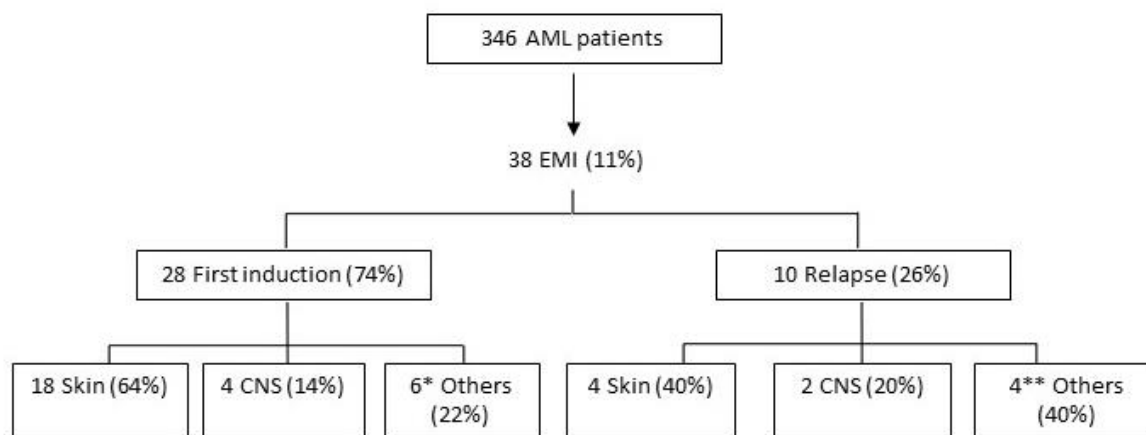 346 AML patients
38 EMI (11%)
28 First induction (74%)
10 Relapse (26%)
18 Skin (64%)
4 CNS (14%)
6* Others
(22%)
4 Skin (40%)
2 CNS (20%)
4** Others
(40%)